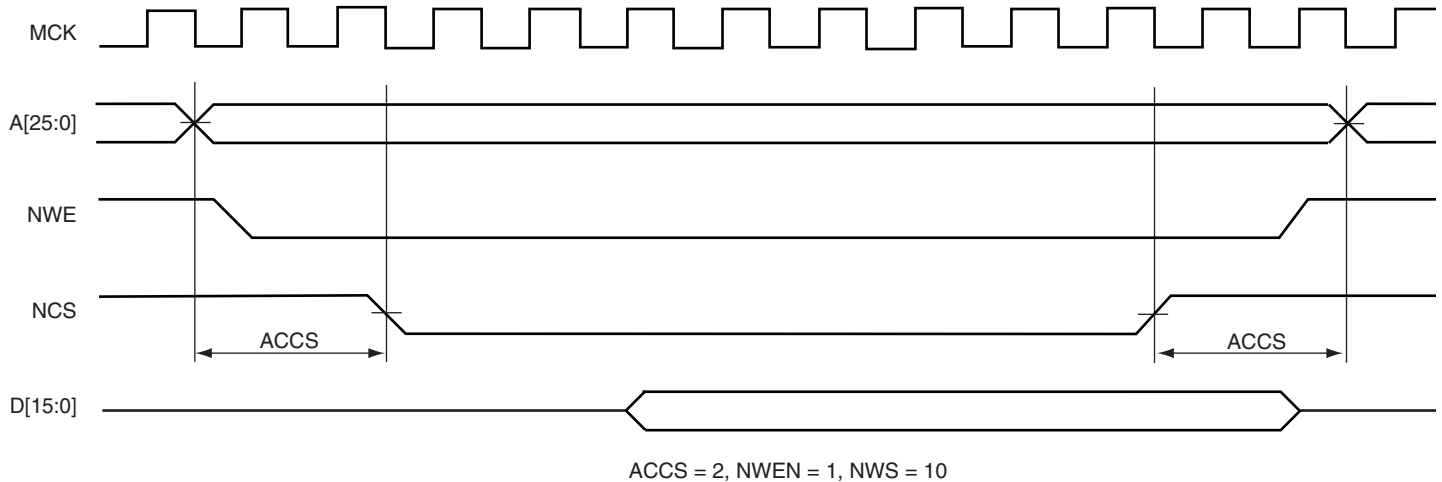 MCK
A[25:0]
NWE
NCS
ACCS
ACCS
D[15:0]
ACCS = 2, NWEN = 1, NWS = 10